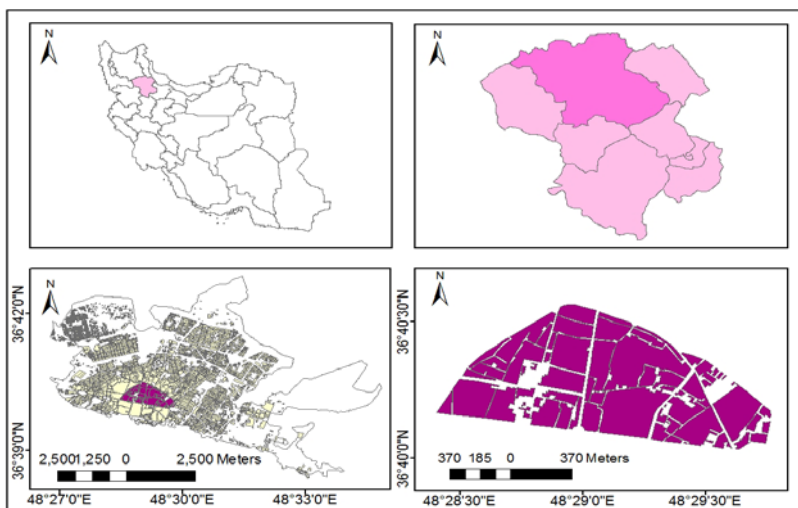 N
N
N
36°42'0"N
36°39'0"N
2,5001,250 0 2,500 Meters
48°27'0"E 48°30'0"E 48°33'0"E
N
36°40'30"N
36°40'0"N
370 185 0 370 Meters
48°28'30"E 48°29'0"E 48°29'30"E